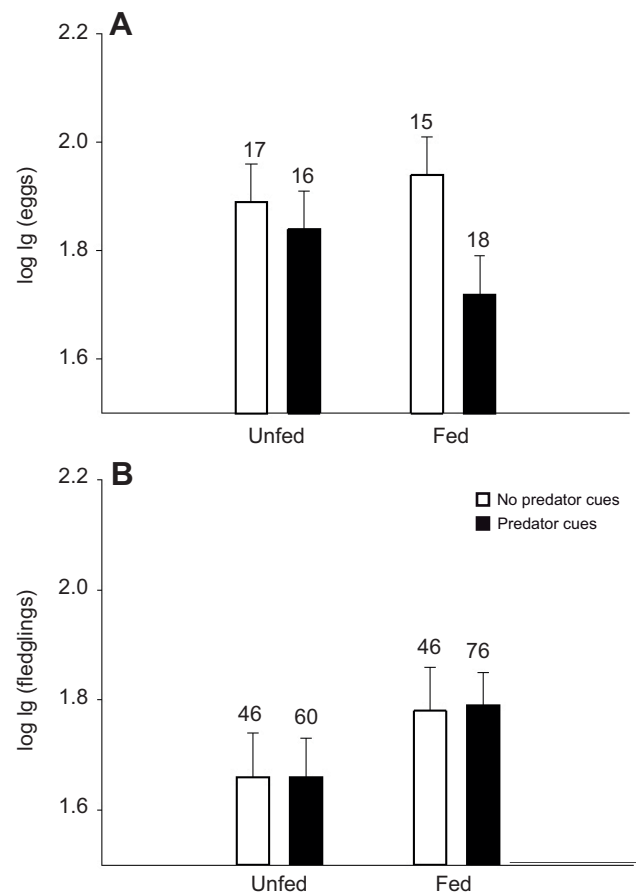 A
2.2
2.0
1.8
1.6
log Ig (eggs)
17
16
15
18
Unfed
Fed
B
2.2
2.0
1.8
1.6
log Ig (fledglings)
No predator cues
Predator cues
46
60
46
76
Unfed
Fed